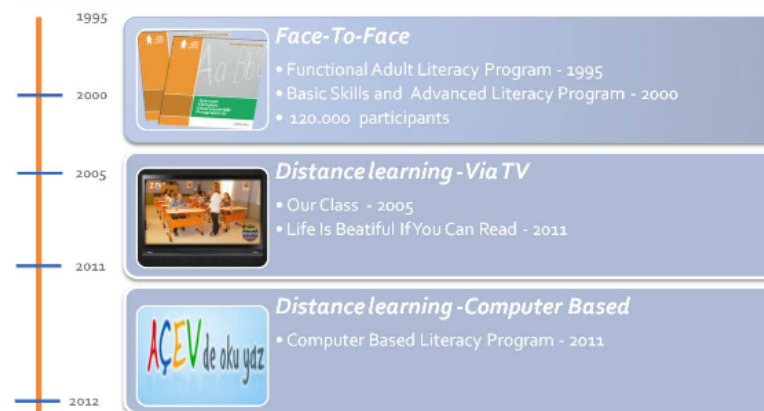 1995
Face-To-Face
• Functional Adult Literacy Program - 1995
• Basic Skills and Advanced Literacy Program - 2000
• 120.000 participants
2000
Aa Bb
2005
Distance learning -Via TV
• Our Class - 2005
• Life Is Beatiful If You Can Read - 2011
2011
Distance learning -Computer Based
• Computer Based Literacy Program - 2011
AÇEV de oku yaz
2012